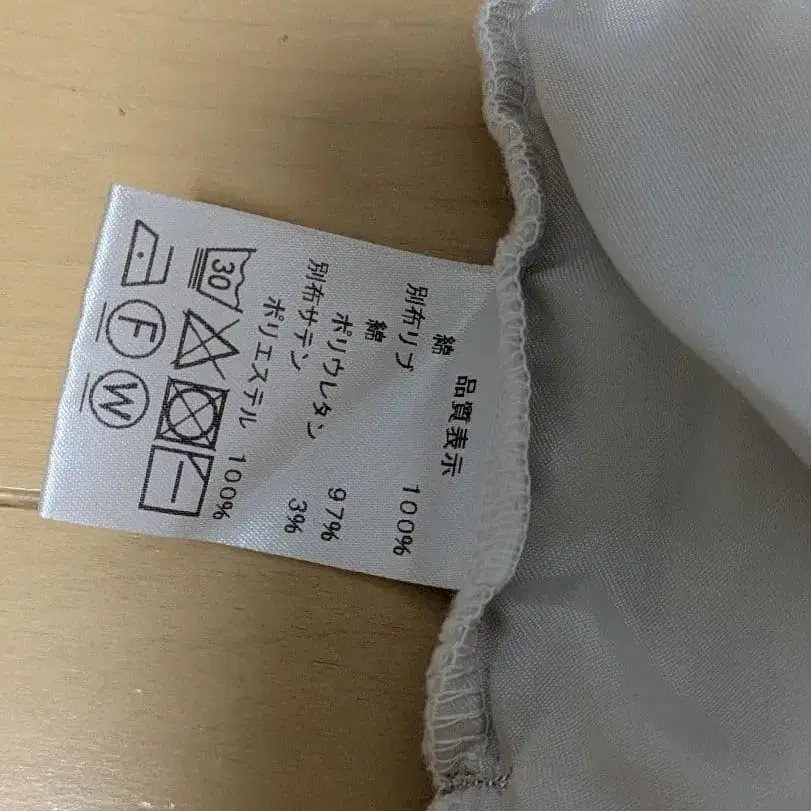 品質表示
綿 100%
別布リブ
綿 97%
ポリウレタン 3%
別布サテン
ポリエステル 100%
30
F W